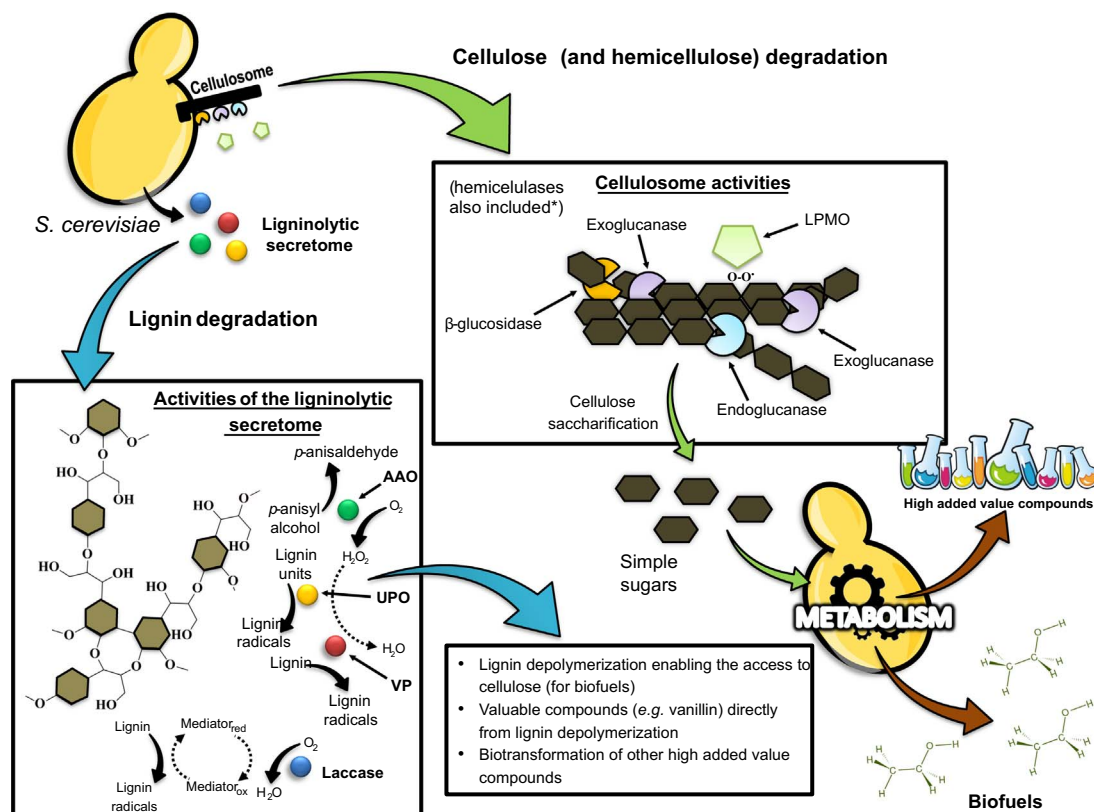 Cellulose (and hemicellulose) degradation
Cellulosome
S. cerevisiae
Ligninolytic
secretome
Lignin degradation
(hemicelulases
also included*)
Cellulosome activities
Exoglucanase
LPMO
O-O•
β-glucosidase
Exoglucanase
Endoglucanase
Cellulose
saccharification
Simple
sugars
High added value compounds
METABOLISM
Biofuels
H
O
H
C
C
H
H
H
H
H
O
H
C
C
H
H
H
H
H
O
H
C
C
H
H
H
H
Activities of the ligninolytic
secretome
p-anisaldehyde
AAO
p-anisyl
alcohol
O2
H2O2
Lignin
units
UPO
Lignin
radicals
H2O
Lignin
VP
Lignin
radicals
Lignin
Mediatorred
O2
Laccase
Mediatorox
H2O
Lignin
radicals
O
O
O
HO
OH
OH
O
HO
OH
HO
O
HO
OH
O
HO
O
HO
O
HO
O
O
O
O
OH
• Lignin depolymerization enabling the access to
cellulose (for biofuels)
• Valuable compounds (e.g. vanillin) directly
from lignin depolymerization
• Biotransformation of other high added value
compounds